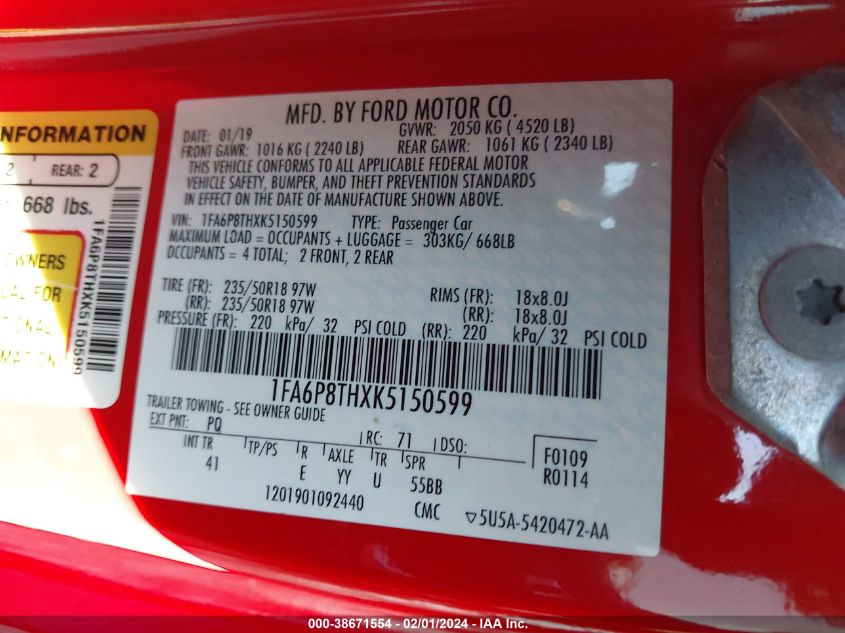 MFD. BY FORD MOTOR CO.
DATE: 01/19 GVWR: 2050 KG ( 4520 LB)
FRONT GAWR: 1016 KG ( 2240 LB) REAR GAWR: 1061 KG ( 2340 LB)
THIS VEHICLE CONFORMS TO ALL APPLICABLE FEDERAL MOTOR
VEHICLE SAFETY, BUMPER, AND THEFT PREVENTION STANDARDS
IN EFFECT ON THE DATE OF MANUFACTURE SHOWN ABOVE.
VIN: 1FA6P8THXK5150599 TYPE: Passenger Car
MAXIMUM LOAD = OCCUPANTS + LUGGAGE = 303KG/ 668LB
OCCUPANTS = 4 TOTAL; 2 FRONT, 2 REAR
TIRE (FR): 235/50R18 97W RIMS (FR): 18x8.0J
(RR): 235/50R18 97W (RR): 18x8.0J
PRESSURE (FR): 220 kPa/ 32 PSI COLD (RR): 220 kPa/ 32 PSI COLD
1FA6P8THXK5150599
TRAILER TOWING - SEE OWNER GUIDE
EXT PNT: PQ RC: 71 DSO:
INT TR TP/PS R AXLE TR SPR
41 E YY U 55BB
F0109
R0114
1201901092440 CMC ▽5U5A-5420472-AA
INFORMATION
2 REAR: 2
668 lbs.
OWNERS
FOR
1FA6P8THXK5150599
000-38671554 - 02/01/2024 - IAA Inc.